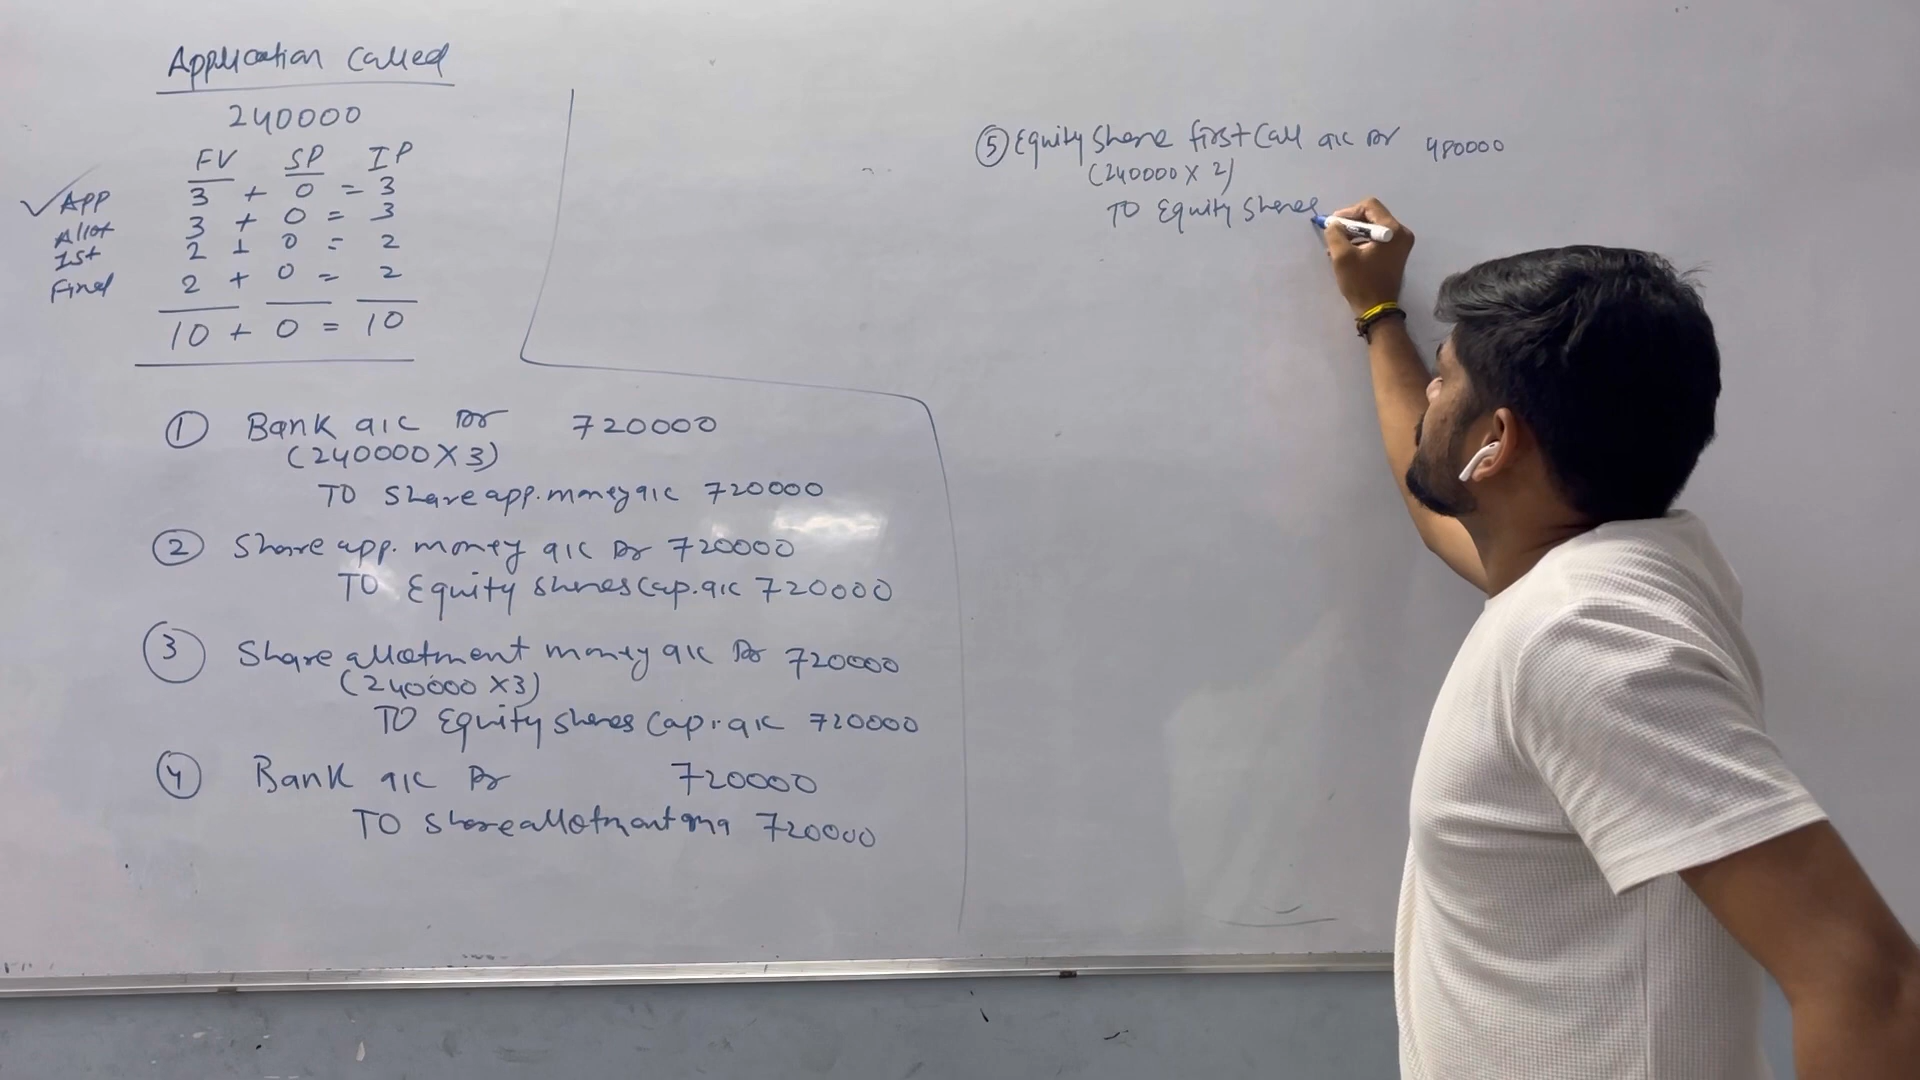 Application Called
240000
FV SP IP
✓ APP 3 + 0 = 3
Allot 3 + 0 = 3
Ist 2 + 0 = 2
Final 2 + 0 = 2
10 + 0 = 10
① Bank a/c Dr 720000
(240000 X 3)
TO Share app. money a/c 720000
② Share app. money a/c Dr 720000
TO Equity shares Cap. a/c 720000
③ Share allotment money a/c Dr 720000
(240000 X 3)
TO Equity shares Cap. a/c 720000
④ Bank a/c Dr 720000
TO share allotment 720000
⑤ Equity Share first Call a/c Dr 480000
(240000 X 2)
TO Equity Shares